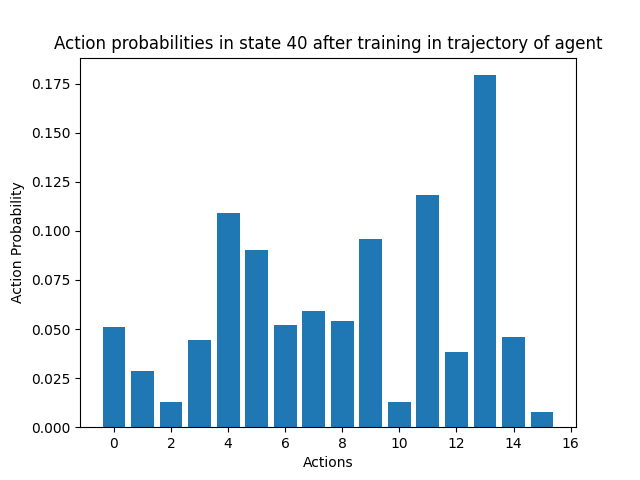 Action probabilities in state 40 after training in trajectory of agent
0.175
0.150
0.125
0.100
0.075
0.050
0.025
0.000
Action Probability
0 2 4 6 8 10 12 14 16
Actions